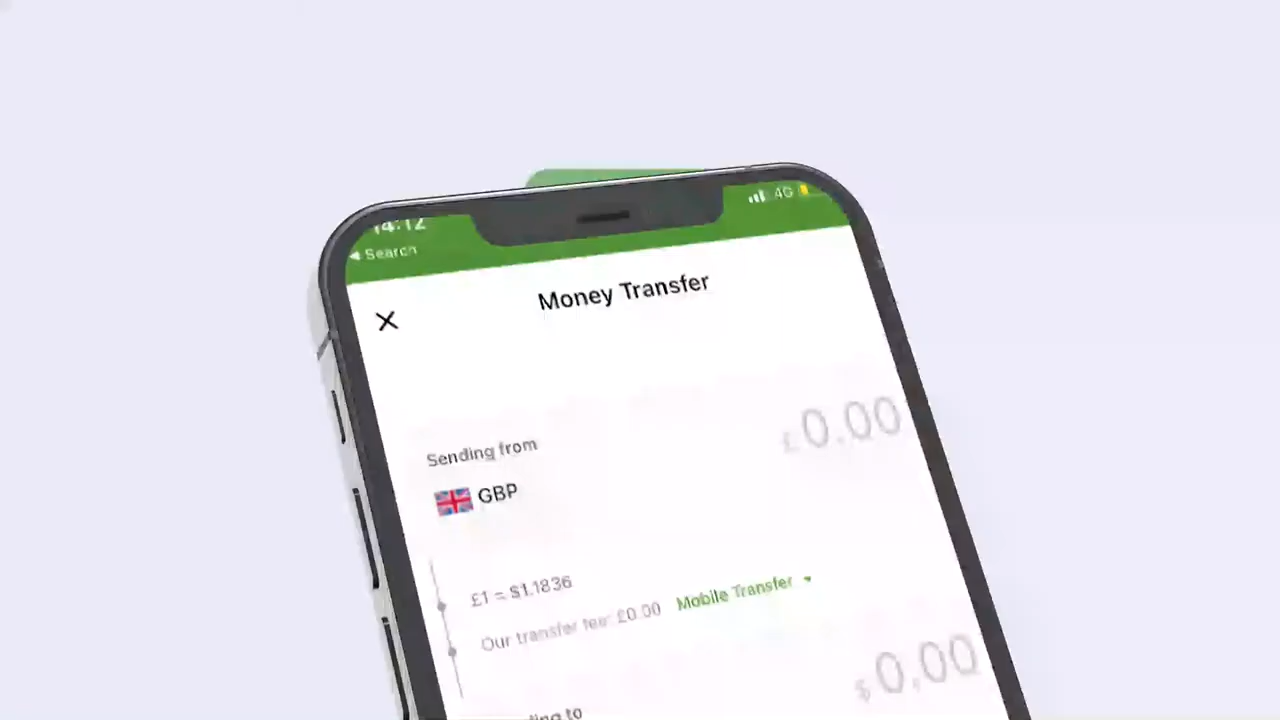 14:12
4G
◀ Search
Money Transfer
£0.00
Sending from
GBP
£1 = $1.1836
Our transfer fee: £0.00 Mobile Transfer
$0.00
to